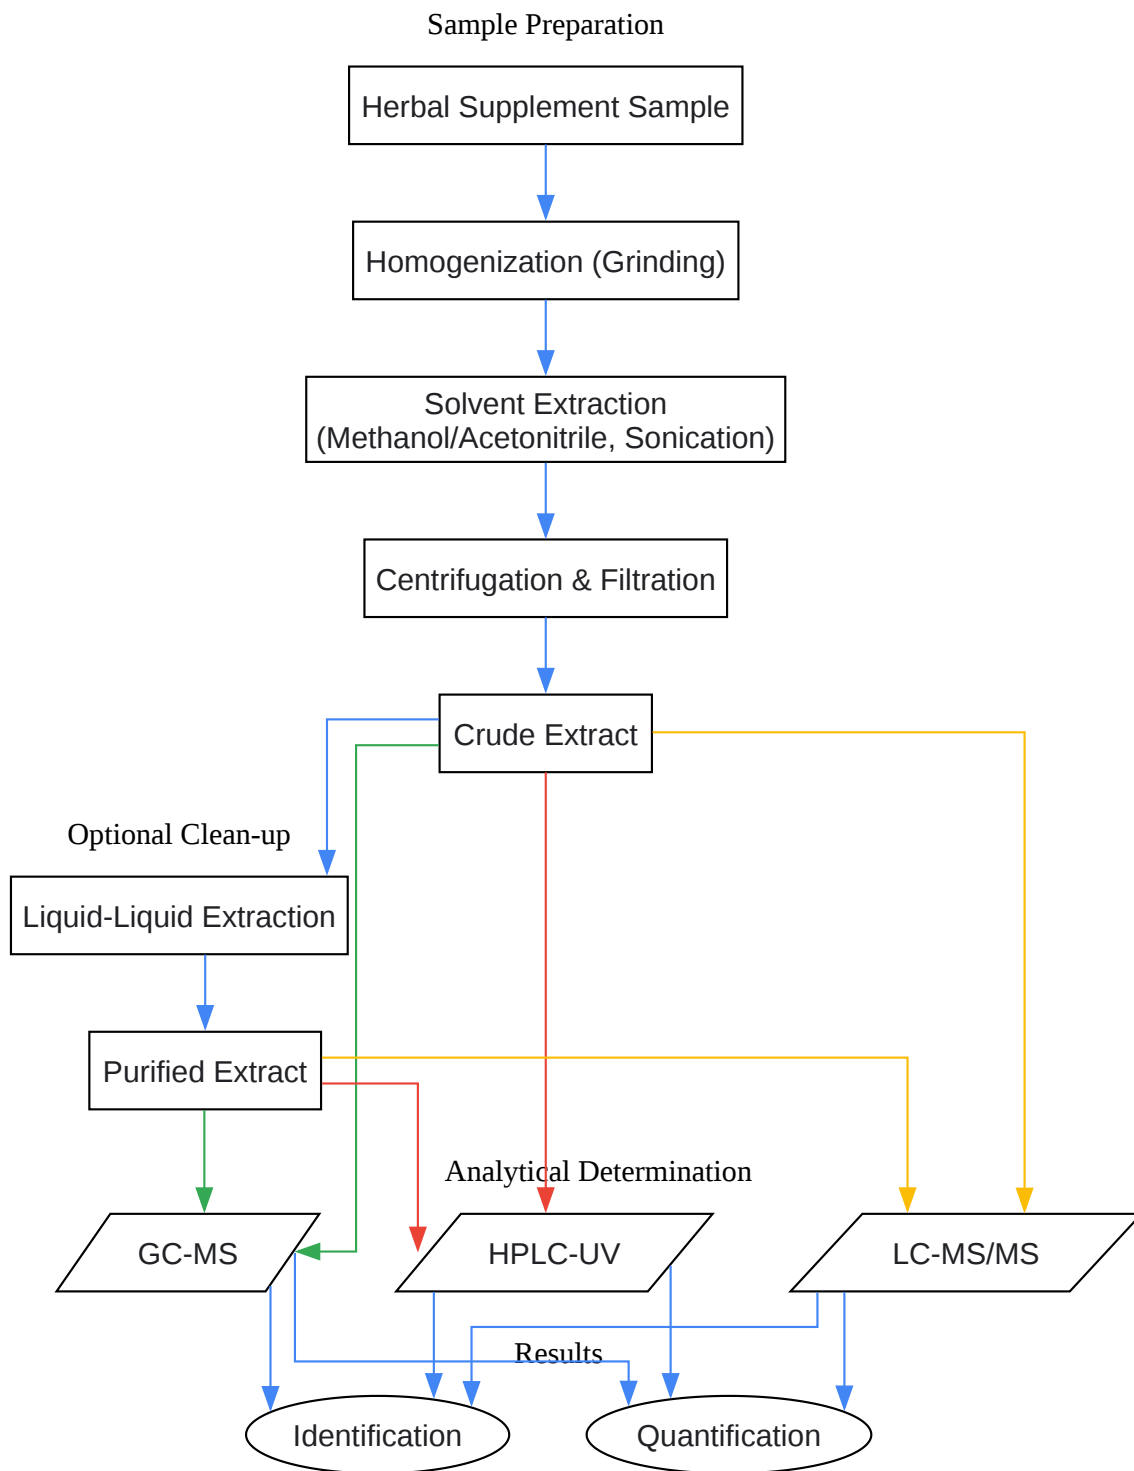 Sample Preparation
Herbal Supplement Sample
Homogenization (Grinding)
Solvent Extraction
(Methanol/Acetonitrile, Sonication)
Centrifugation & Filtration
Crude Extract
Optional Clean-up
Liquid-Liquid Extraction
Purified Extract
Analytical Determination
GC-MS
HPLC-UV
LC-MS/MS
Results
Identification
Quantification